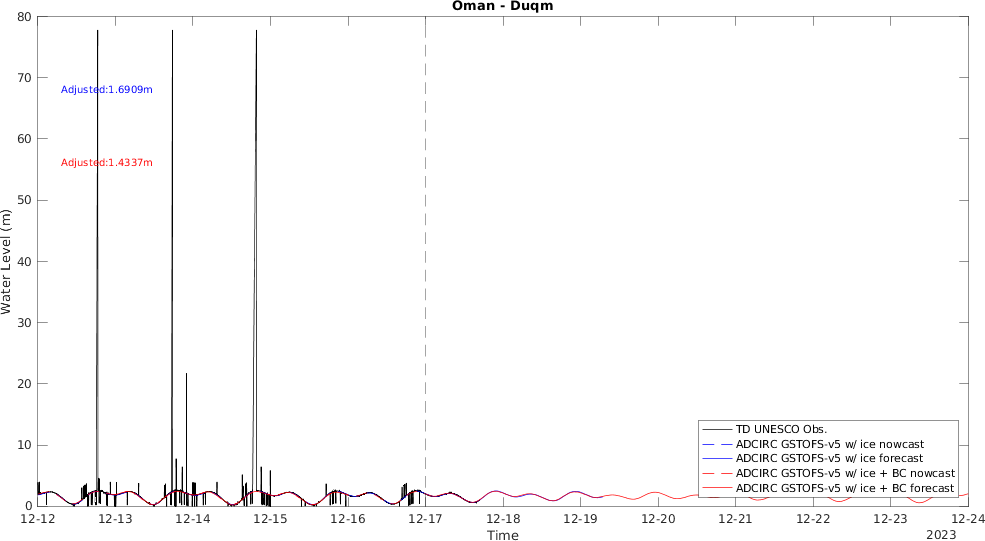 Oman - Duqm
80
70
60
50
40
30
20
10
0
Water Level (m)
Adjusted:1.6909m
Adjusted:1.4337m
TD UNESCO Obs.
ADCIRC GSTOFS-v5 w/ ice nowcast
ADCIRC GSTOFS-v5 w/ ice forecast
ADCIRC GSTOFS-v5 w/ ice + BC nowcast
ADCIRC GSTOFS-v5 w/ ice + BC forecast
12-12 12-13 12-14 12-15 12-16 12-17 12-18 12-19 12-20 12-21 12-22 12-23 12-24
Time
2023